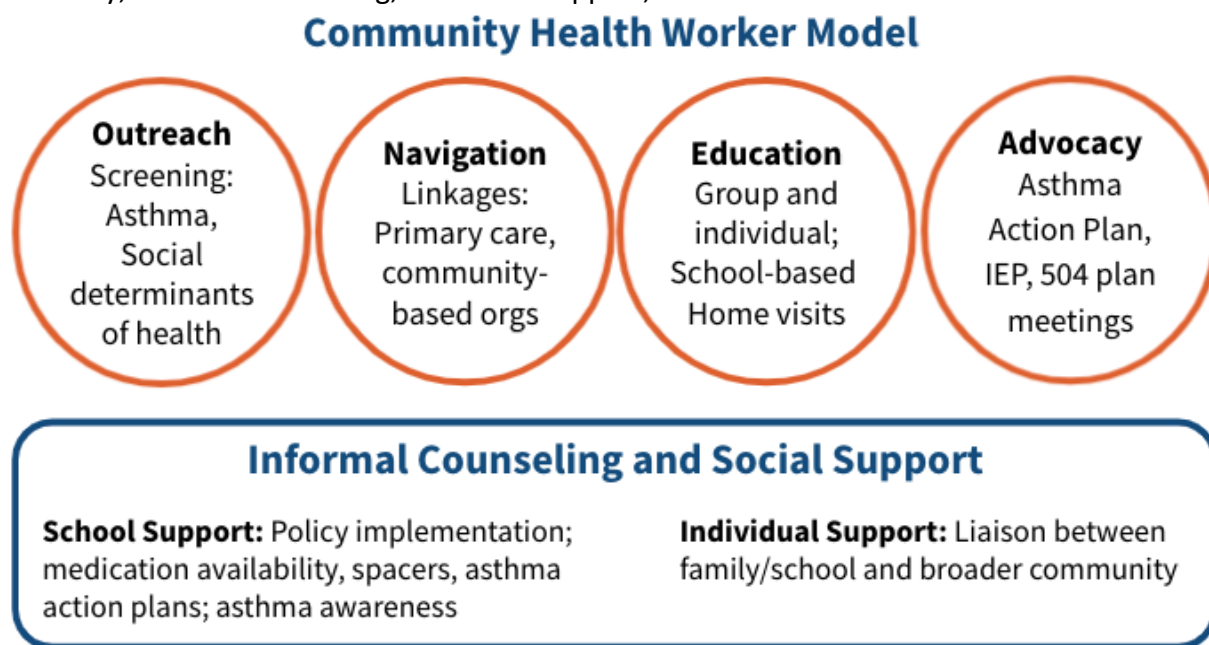 Community Health Worker Model
Outreach
Screening:
Asthma,
Social
determinants
of health
Navigation
Linkages:
Primary care,
community-
based orgs
Education
Group and
individual;
School-based
Home visits
Advocacy
Asthma
Action Plan,
IEP, 504 plan
meetings
Informal Counseling and Social Support
School Support: Policy implementation;
medication availability, spacers, asthma
action plans; asthma awareness
Individual Support: Liaison between
family/school and broader community